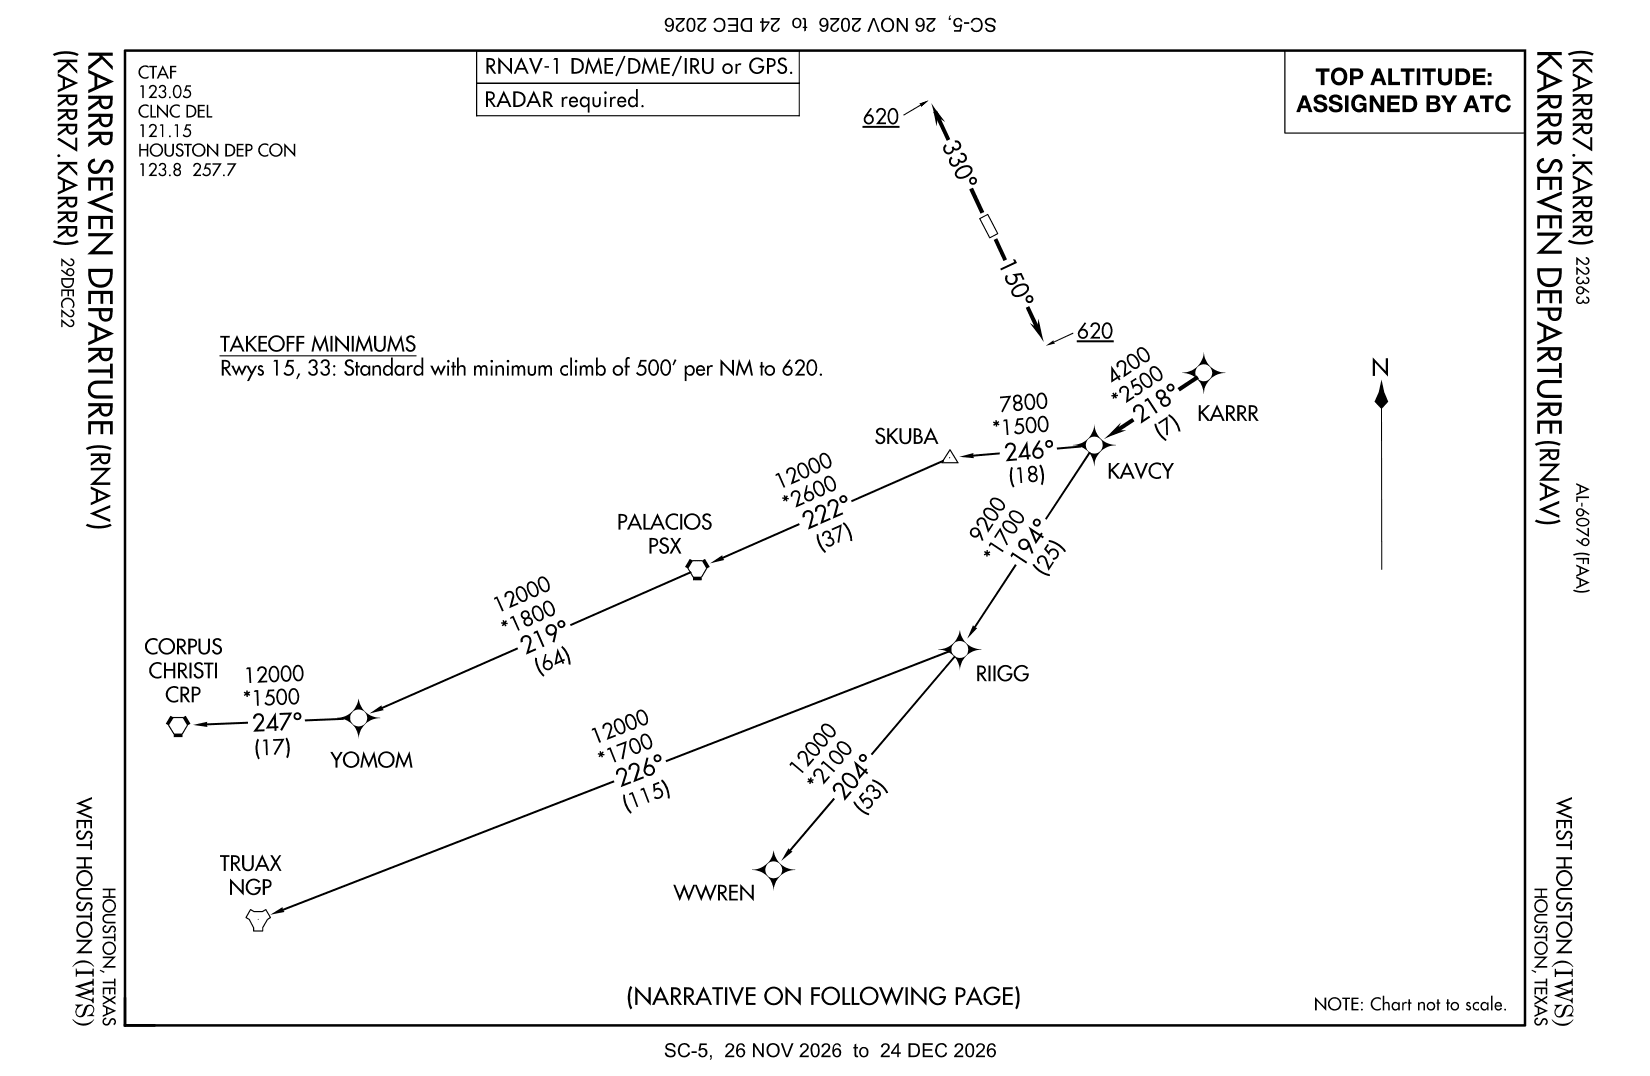 SC-5, 26 NOV 2026 to 24 DEC 2026
KARRR SEVEN DEPARTURE (RNAV)
(KARRR7.KARRR) 29DEC22
CTAF
123.05
CLNC DEL
121.15
HOUSTON DEP CON
123.8 257.7
RNAV-1 DME/DME/IRU or GPS.
RADAR required.
TOP ALTITUDE:
ASSIGNED BY ATC
(KARRR7.KARRR) 22363
KARRR SEVEN DEPARTURE (RNAV)
AL-6079 (FAA)
620
330°
150°
620
TAKEOFF MINIMUMS
Rwys 15, 33: Standard with minimum climb of 500' per NM to 620.
N
4200
*2500
218°
(7)
KARRR
7800
*1500
246°
(18)
KAVCY
SKUBA
12000
*2600
222°
(37)
9200
*1700
194°
(25)
PALACIOS
PSX
12000
*1800
219°
(64)
CORPUS
CHRISTI
CRP
12000
*1500
247°
(17)
YOMOM
RIIGG
12000
*1700
226°
(115)
12000
*2100
204°
(53)
TRUAX
NGP
WWREN
(NARRATIVE ON FOLLOWING PAGE)
NOTE: Chart not to scale.
HOUSTON, TEXAS
WEST HOUSTON (IWS)
WEST HOUSTON (IWS)
HOUSTON, TEXAS
SC-5, 26 NOV 2026 to 24 DEC 2026